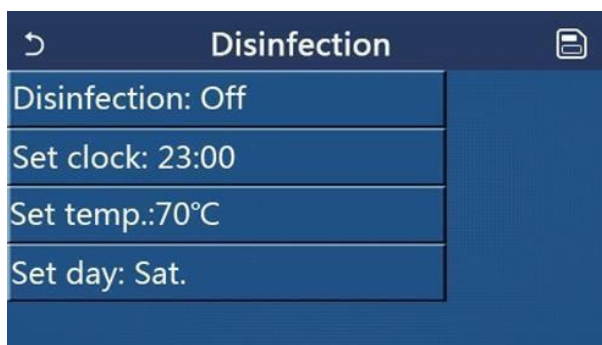 Disinfection
Disinfection: Off
Set clock: 23:00
Set temp.:70℃
Set day: Sat.